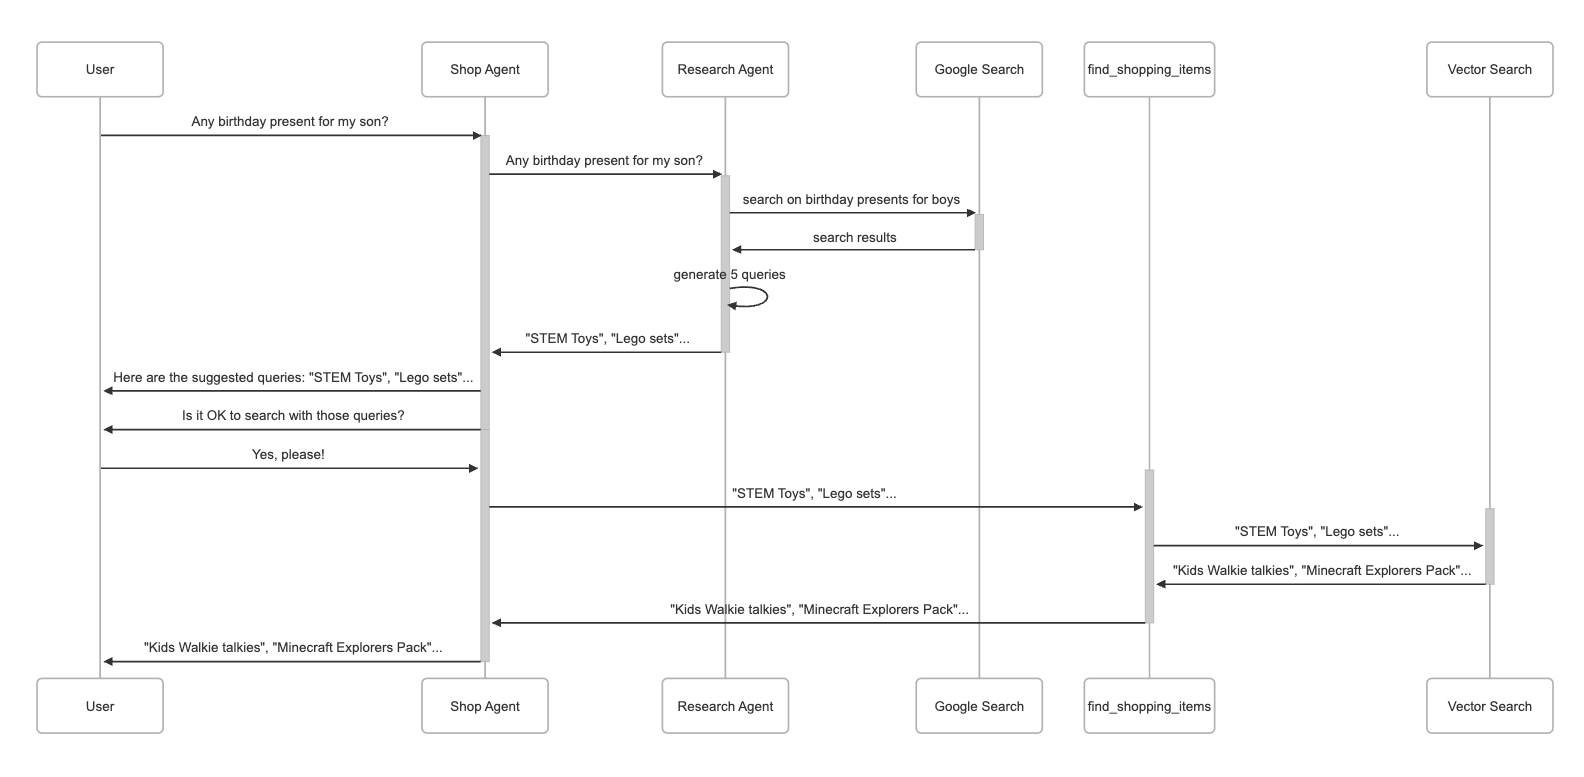 User
Shop Agent
Research Agent
Google Search
find_shopping_items
Vector Search
Any birthday present for my son?
Any birthday present for my son?
search on birthday presents for boys
search results
generate 5 queries
"STEM Toys", "Lego sets"...
Here are the suggested queries: "STEM Toys", "Lego sets"...
Is it OK to search with those queries?
Yes, please!
"STEM Toys", "Lego sets"...
"STEM Toys", "Lego sets"...
"Kids Walkie talkies", "Minecraft Explorers Pack"...
"Kids Walkie talkies", "Minecraft Explorers Pack"...
"Kids Walkie talkies", "Minecraft Explorers Pack"...
User
Shop Agent
Research Agent
Google Search
find_shopping_items
Vector Search